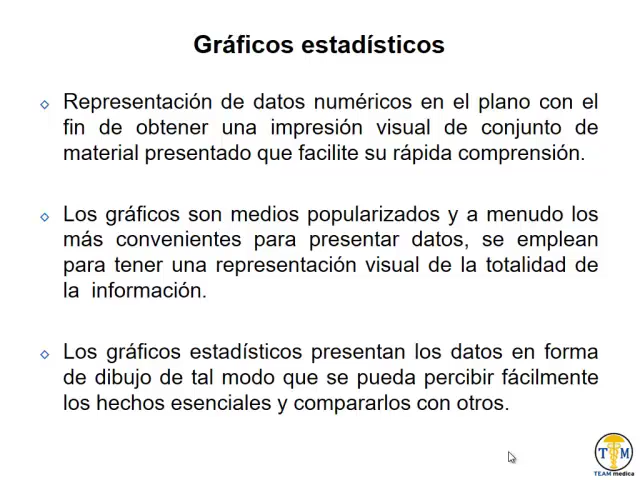 Gráficos estadísticos
Representación de datos numéricos en el plano con el
fin de obtener una impresión visual de conjunto de
material presentado que facilite su rápida comprensión.
Los gráficos son medios popularizados y a menudo los
más convenientes para presentar datos, se emplean
para tener una representación visual de la totalidad de
la información.
Los gráficos estadísticos presentan los datos en forma
de dibujo de tal modo que se pueda percibir fácilmente
los hechos esenciales y compararlos con otros.
T M
TEAM medica